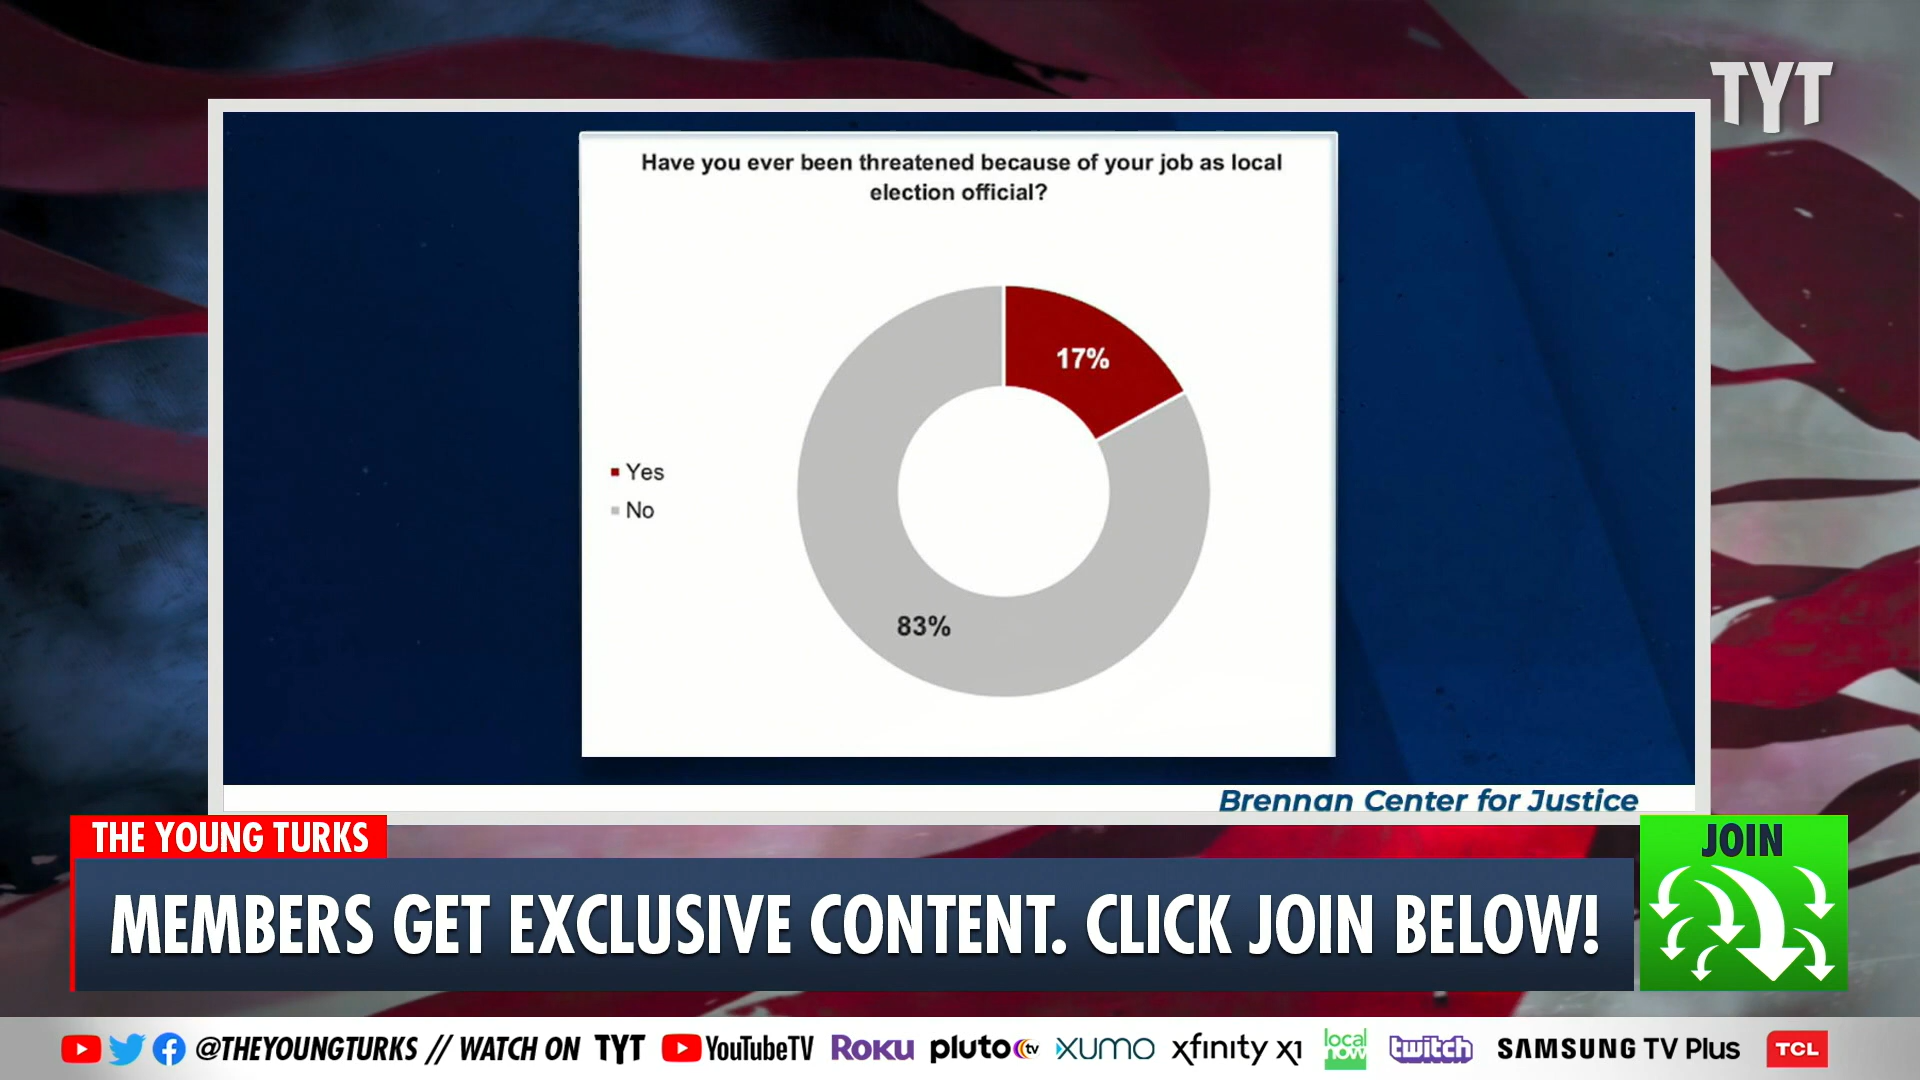 TYT
Have you ever been threatened because of your job as local
election official?
17%
Yes
No
83%
Brennan Center for Justice
THE YOUNG TURKS
JOIN
MEMBERS GET EXCLUSIVE CONTENT. CLICK JOIN BELOW!
@THEYOUNGTURKS // WATCH ON TYT YouTubeTV ROKU pluto tv XUMO xfinity x1 local now twitch SAMSUNG TV Plus TCL